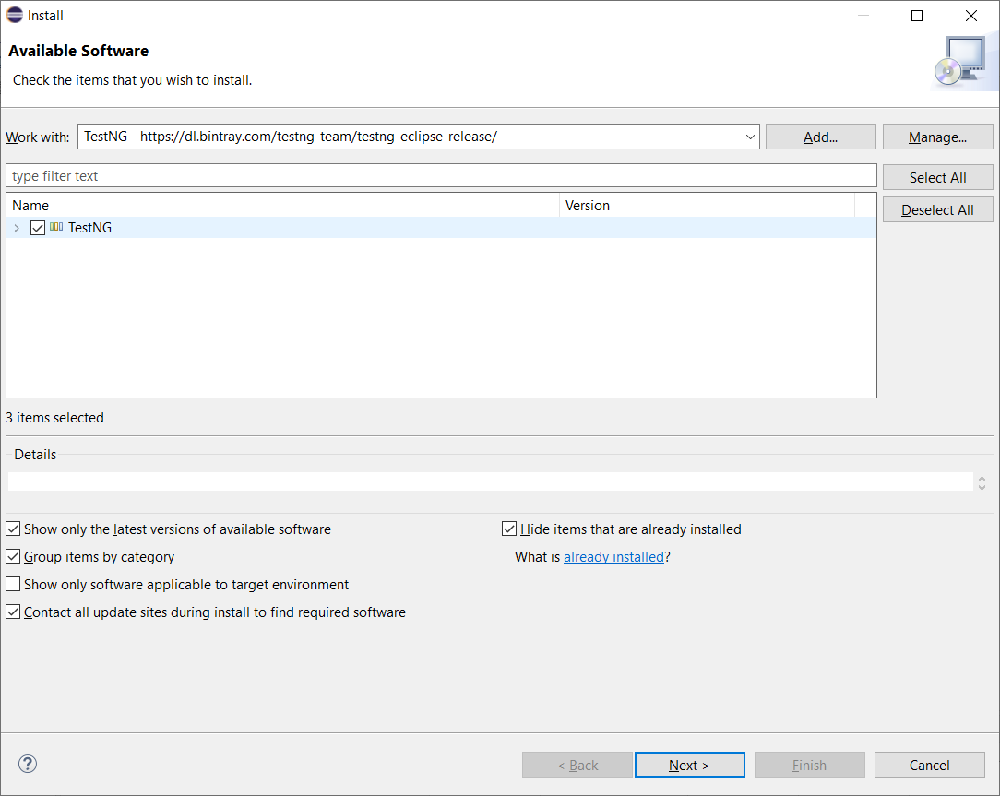 Install
Available Software
Check the items that you wish to install.
Work with: TestNG - https://dl.bintray.com/testng-team/testng-eclipse-release/ Add... Manage...
type filter text Select All
Name Version Deselect All
TestNG
3 items selected
Details
Show only the latest versions of available software Hide items that are already installed
Group items by category What is already installed?
Show only software applicable to target environment
Contact all update sites during install to find required software
? < Back Next > Finish Cancel